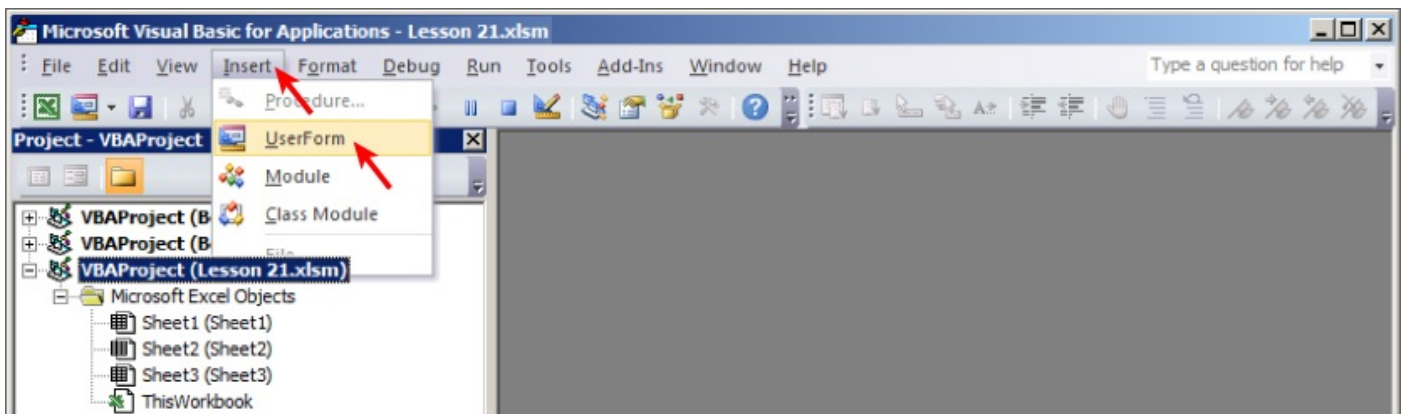 Microsoft Visual Basic for Applications - Lesson 21.xlsm
File Edit View Insert Format Debug Run Tools Add-Ins Window Help Type a question for help
Procedure...
Project - VBAProject
UserForm
Module
Class Module
VBAProject (B
VBAProject (B
File...
VBAProject (Lesson 21.xlsm)
Microsoft Excel Objects
Sheet1 (Sheet1)
Sheet2 (Sheet2)
Sheet3 (Sheet3)
ThisWorkbook